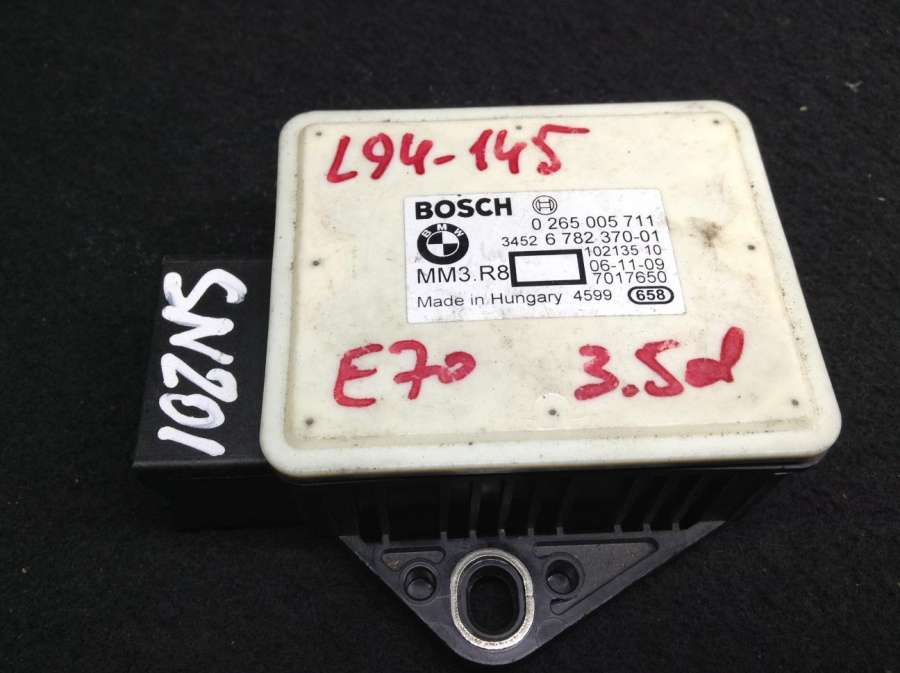 L94-145
BOSCH
0 265 005 711
BMW
3452 6 782 370-01
102135 10
MM3.R8
06-11-09
7017650
Made in Hungary 4599 658
E70 3.5d